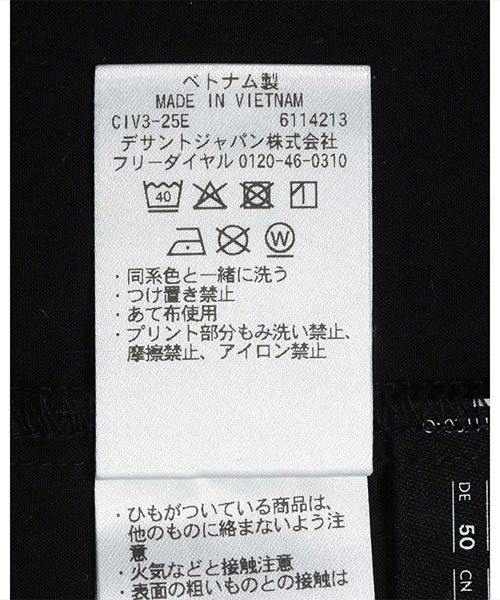 ベトナム製
MADE IN VIETNAM
CIV3-25E 6114213
デサントジャパン株式会社
フリーダイヤル 0120-46-0310
40
W
・同系色と一緒に洗う
・つけ置き禁止
・あて布使用
・プリント部分もみ洗い禁止、
摩擦禁止、アイロン禁止
・ひもがついている商品は、
他のものに絡まないよう注
意
・火気などと接触注意
・表面の粗いものとの接触は
DE 50 CN